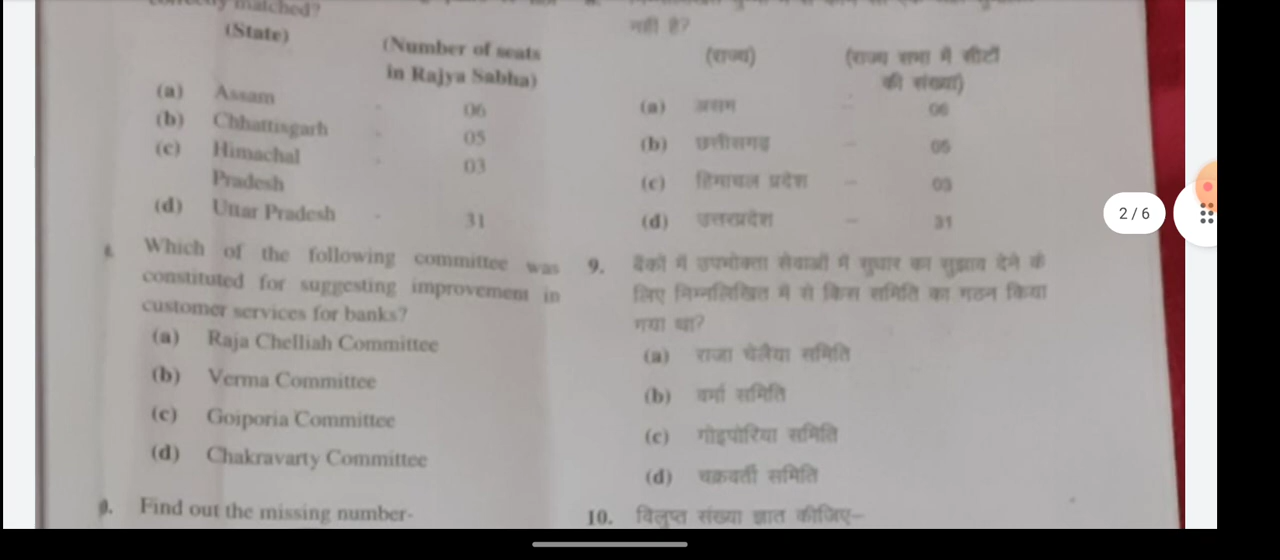 matched?
(State)
(Number of seats
in Rajya Sabha)
(a) Assam - 06
(b) Chhattisgarh - 05
(c) Himachal - 03
Pradesh
(d) Uttar Pradesh - 31
Which of the following committee was
constituted for suggesting improvement in
customer services for banks?
(a) Raja Chelliah Committee
(b) Verma Committee
(c) Goiporia Committee
(d) Chakravarty Committee
Find out the missing number-
नहीं है?
(राज्य) (राज्य सभा में सीटों
की संख्या)
(a) असम – 06
(b) छत्तीसगढ़ – 05
(c) हिमाचल प्रदेश – 03
(d) उत्तरप्रदेश – 31
9. बैंकों में उपभोक्ता सेवाओं में सुधार का सुझाव देने के
लिए निम्नलिखित में से किस समिति का गठन किया
गया था?
(a) राजा चेलैया समिति
(b) वर्मा समिति
(c) गोइपोरिया समिति
(d) चक्रवर्ती समिति
10. विलुप्त संख्या ज्ञात कीजिए–
2 / 6